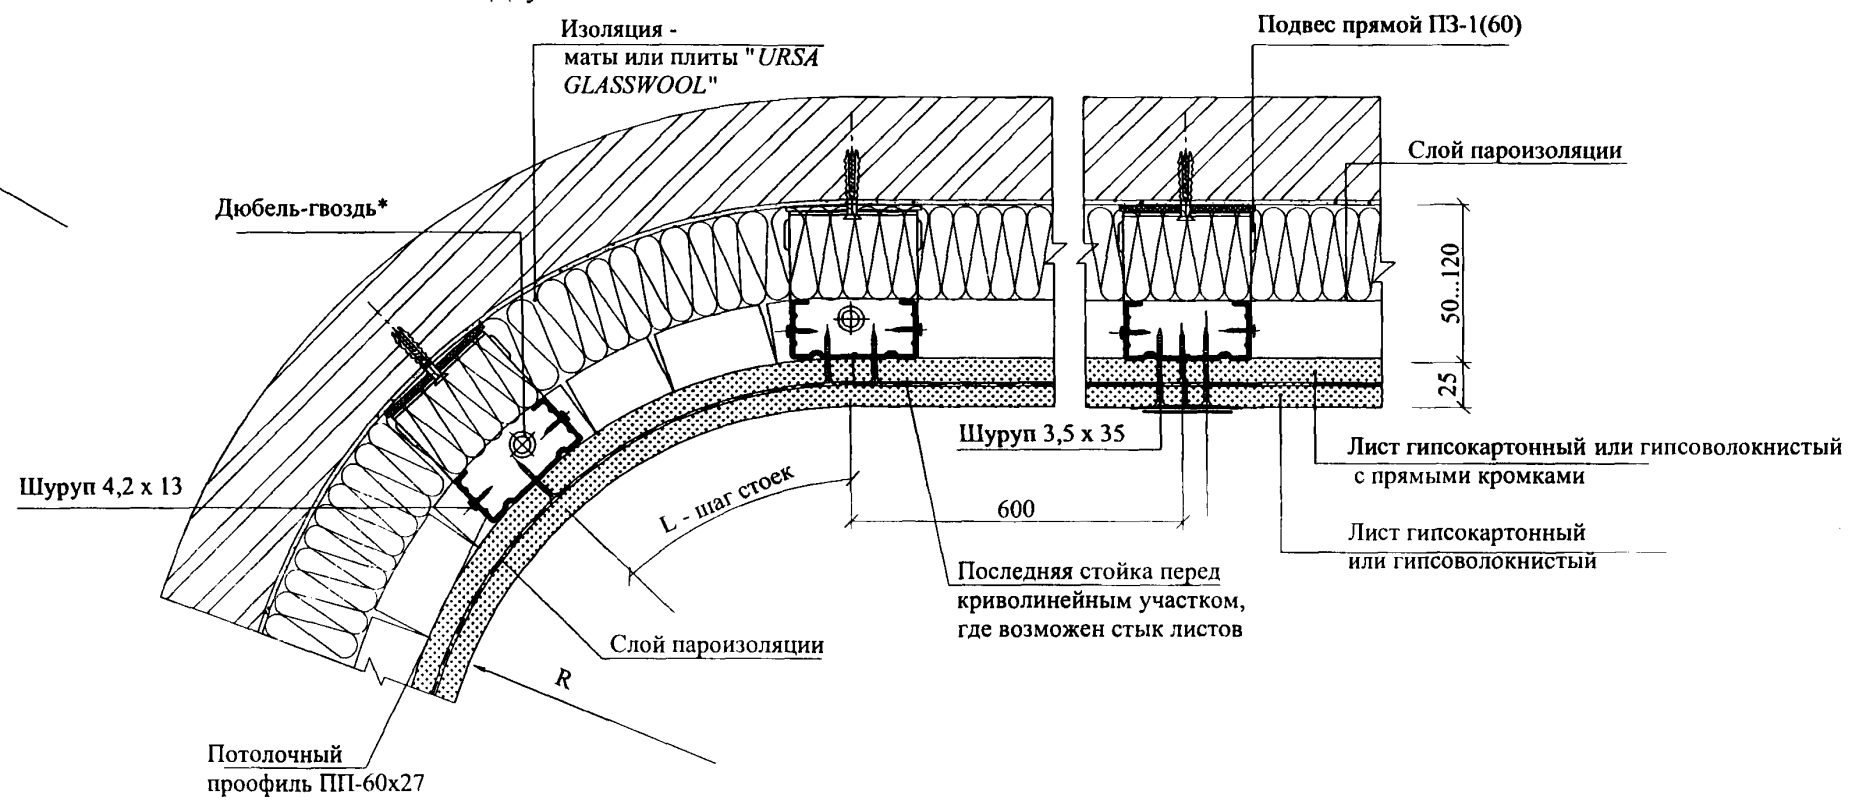 Изоляция -
маты или плиты "URSA
GLASSWOOL"
Подвес прямой ПЗ-1(60)
Слой пароизоляции
Дюбель-гвоздь*
50...120
25
Шуруп 3,5 х 35
Лист гипсокартонный или гипсоволокнистый
с прямыми кромками
Шуруп 4,2 х 13
L - шаг стоек
600
Лист гипсокартонный
или гипсоволокнистый
Последняя стойка перед
криволинейным участком,
где возможен стык листов
Слой пароизоляции
R
Потолочный
проофиль ПП-60х27